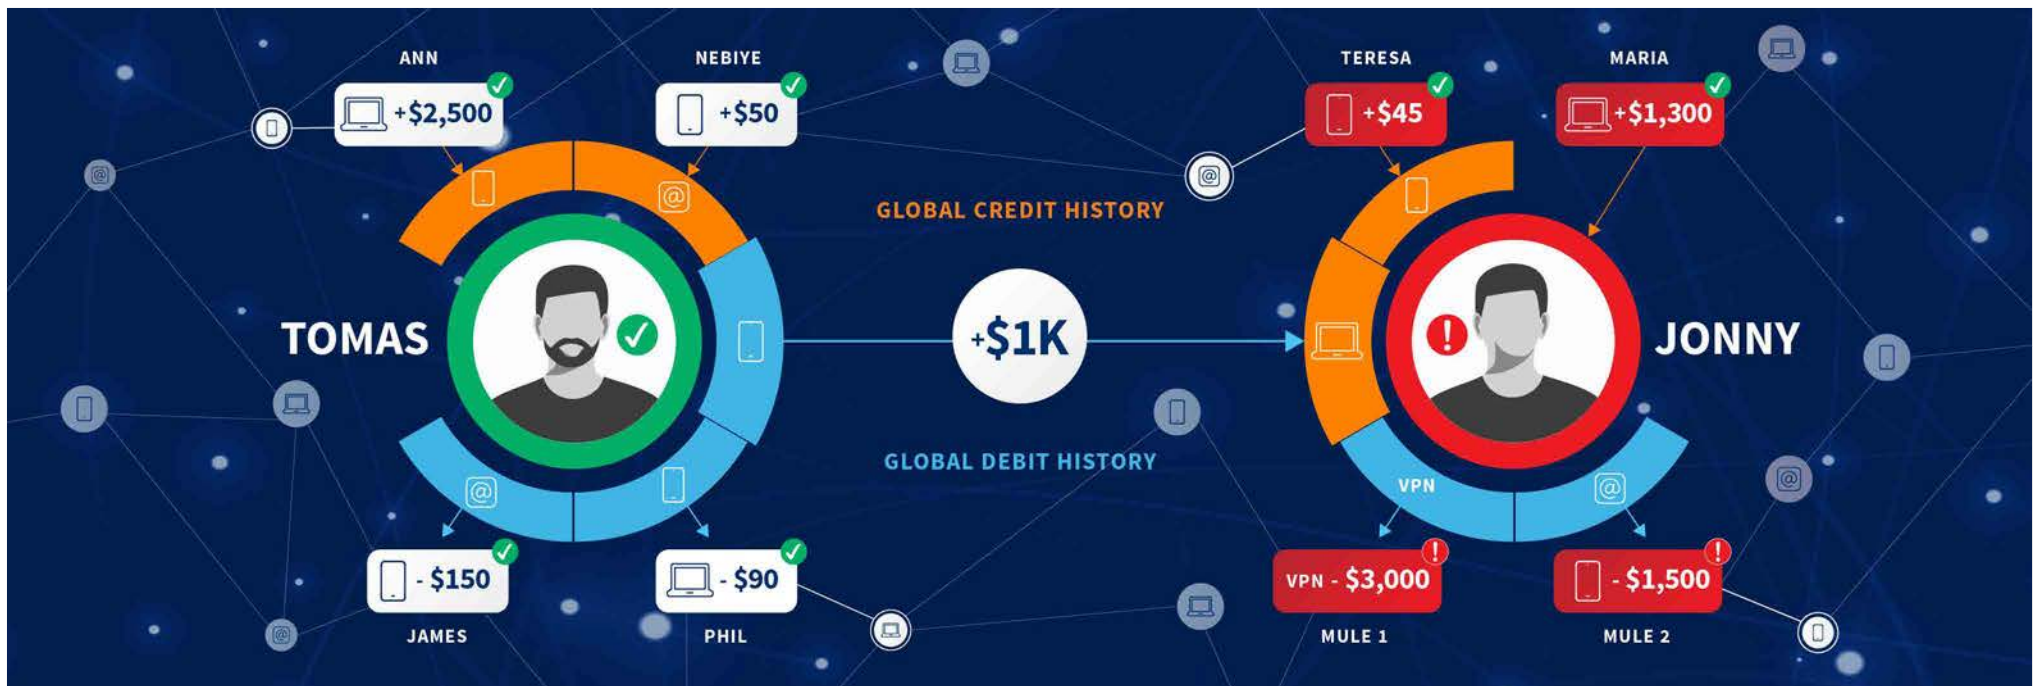 ANN
NEBIYE
TERESA
MARIA
+$2,500
+$50
+$45
+$1,300
@
@
@
GLOBAL CREDIT HISTORY
TOMAS
+$1K
JONNY
GLOBAL DEBIT HISTORY
@
VPN
@
@
- $150
- $90
VPN - $3,000
- $1,500
@
JAMES
PHIL
MULE 1
MULE 2